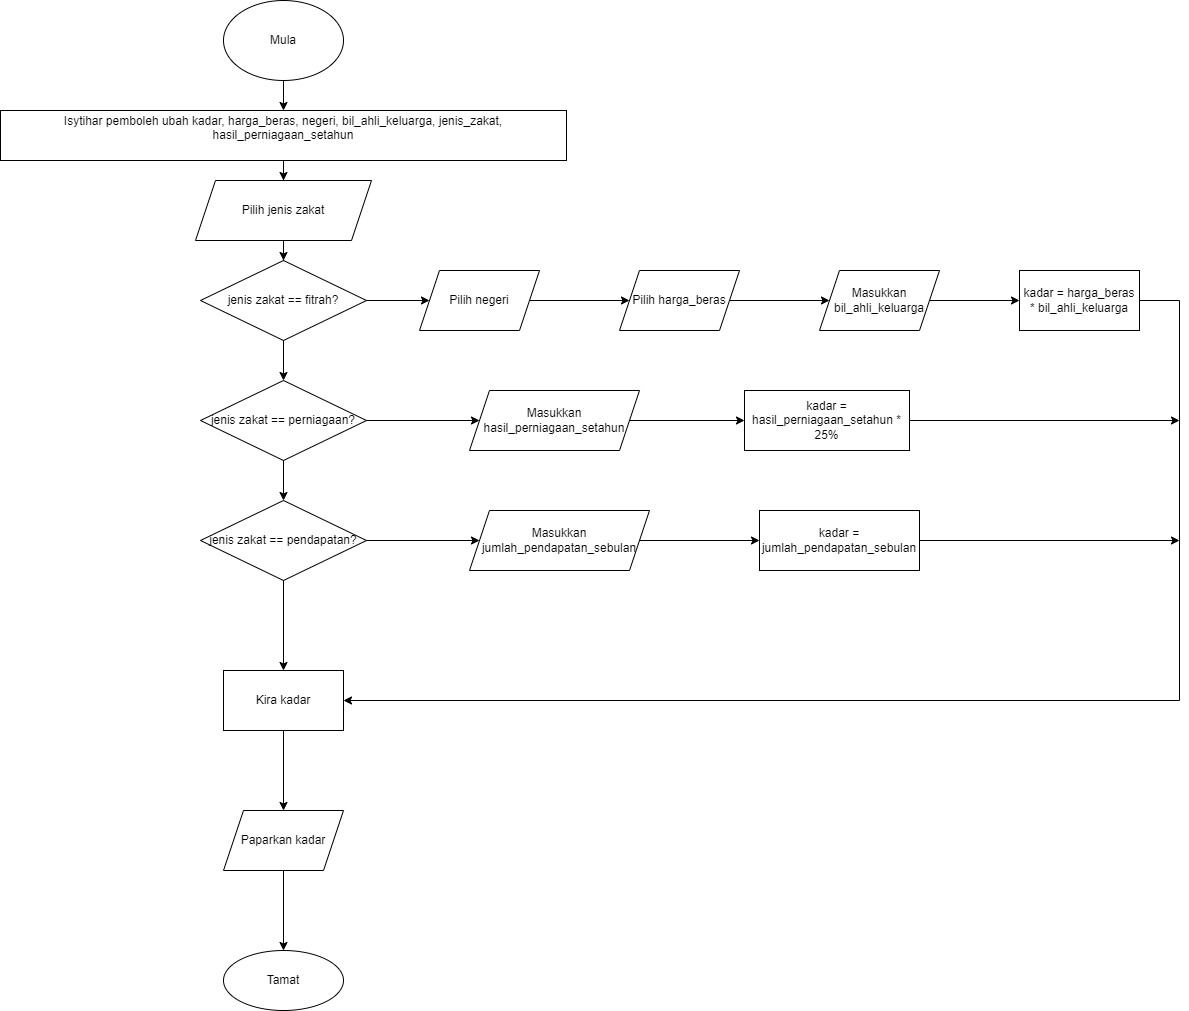 Mula
Isytihar pemboleh ubah kadar, harga_beras, negeri, bil_ahli_keluarga, jenis_zakat,
hasil_perniagaan_setahun
Pilih jenis zakat
jenis zakat == fitrah?
Pilih negeri
Pilih harga_beras
Masukkan
bil_ahli_keluarga
kadar = harga_beras
* bil_ahli_keluarga
jenis zakat == perniagaan?
Masukkan
hasil_perniagaan_setahun
kadar =
hasil_perniagaan_setahun *
25%
jenis zakat == pendapatan?
Masukkan
jumlah_pendapatan_sebulan
kadar =
jumlah_pendapatan_sebulan
Kira kadar
Paparkan kadar
Tamat